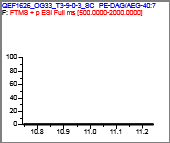 QEF1626_OG33_T3-9-0-3_SC PE-DAG/AEG-40:7
F: FTMS + p ESI Full ms [500.0000-2000.0000]
100
80
60
40
20
0
10.8 10.9 11.0 11.1 11.2